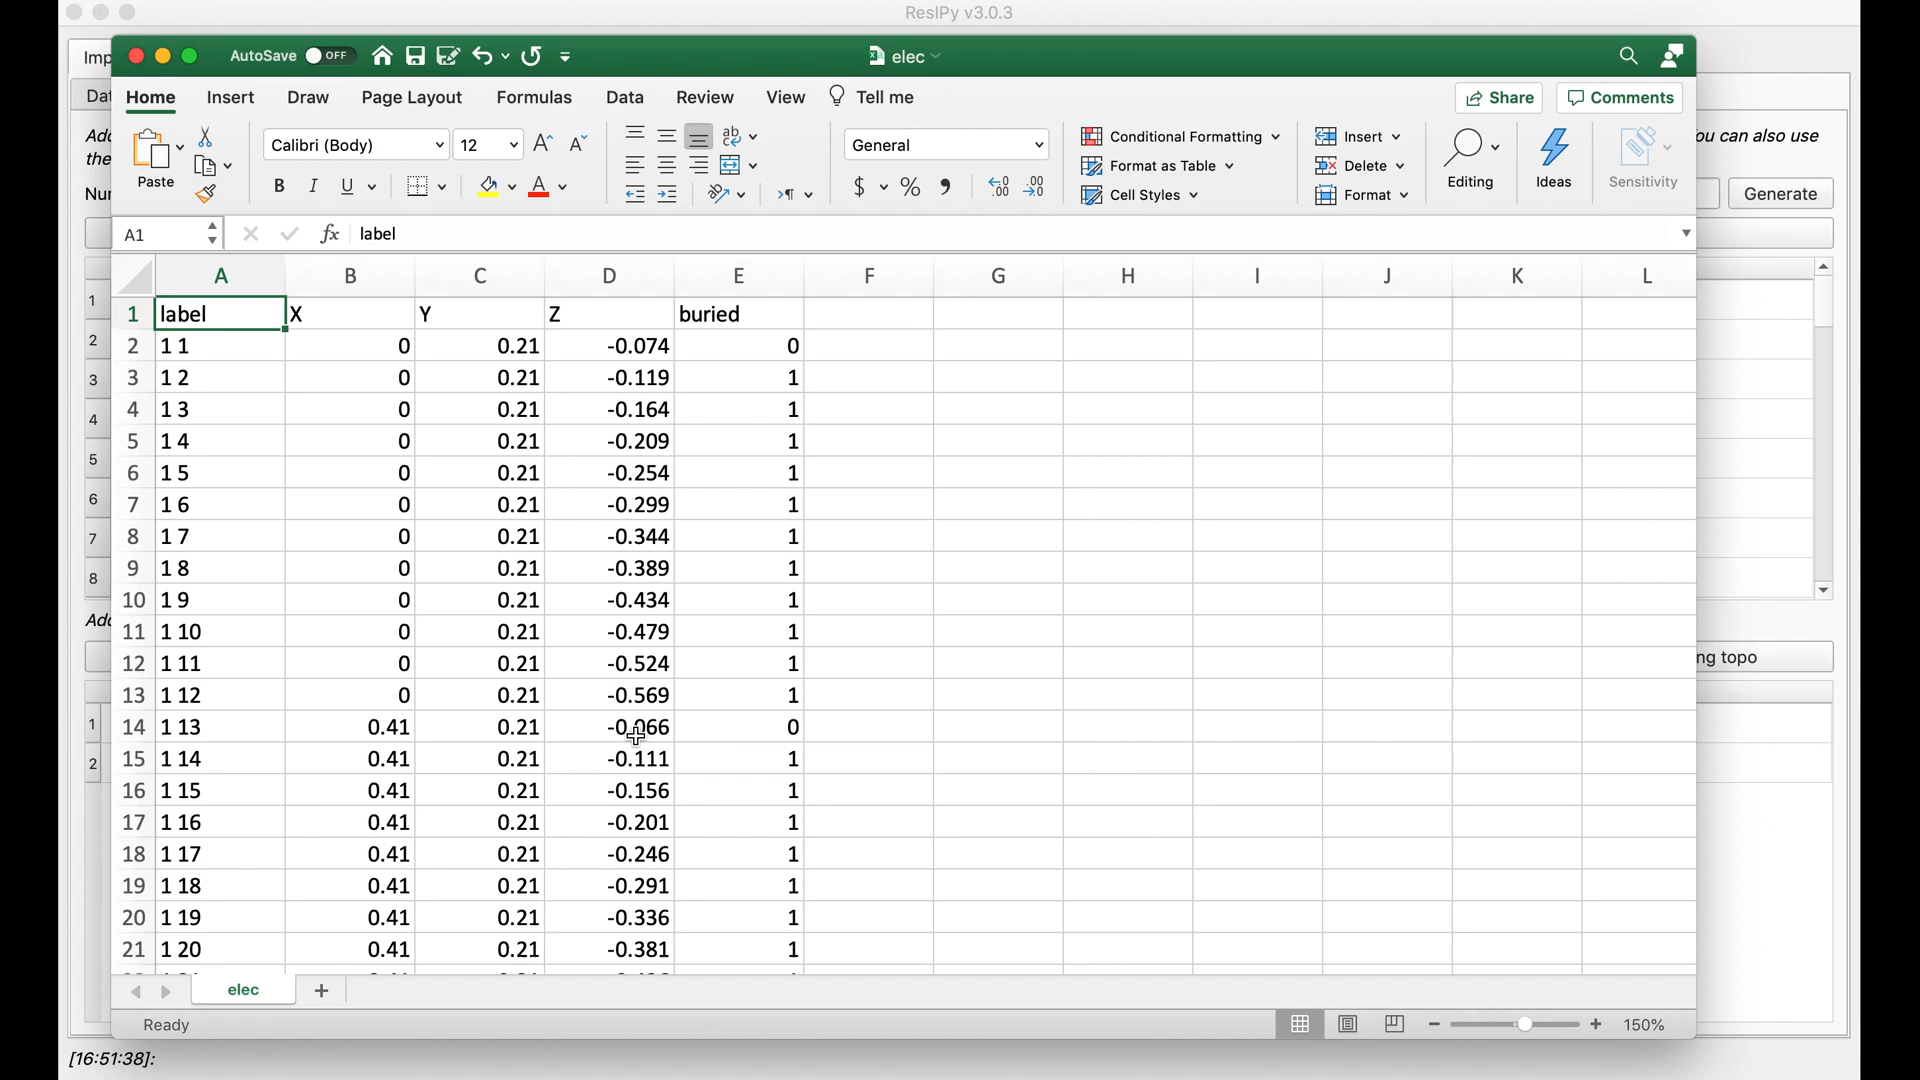 ResIPy v3.0.3
AutoSave OFF
elec
Home Insert Draw Page Layout Formulas Data Review View Tell me
Share Comments
Paste
Calibri (Body) 12
General
Conditional Formatting
Format as Table
Cell Styles
Insert
Delete
Format
Editing
Ideas
Sensitivity
A1
fx label
A B C D E F G H I J K L
1 label X Y Z buried
2 1 1 0 0.21 -0.074 0
3 1 2 0 0.21 -0.119 1
4 1 3 0 0.21 -0.164 1
5 1 4 0 0.21 -0.209 1
6 1 5 0 0.21 -0.254 1
7 1 6 0 0.21 -0.299 1
8 1 7 0 0.21 -0.344 1
9 1 8 0 0.21 -0.389 1
10 1 9 0 0.21 -0.434 1
11 1 10 0 0.21 -0.479 1
12 1 11 0 0.21 -0.524 1
13 1 12 0 0.21 -0.569 1
14 1 13 0.41 0.21 -0.066 0
15 1 14 0.41 0.21 -0.111 1
16 1 15 0.41 0.21 -0.156 1
17 1 16 0.41 0.21 -0.201 1
18 1 17 0.41 0.21 -0.246 1
19 1 18 0.41 0.21 -0.291 1
20 1 19 0.41 0.21 -0.336 1
21 1 20 0.41 0.21 -0.381 1
elec
Ready
150%
Imp
Dat
Add
the
Num
1
2
3
4
5
6
7
8
Add
1
2
ou can also use
Generate
ng topo
[16:51:38]: